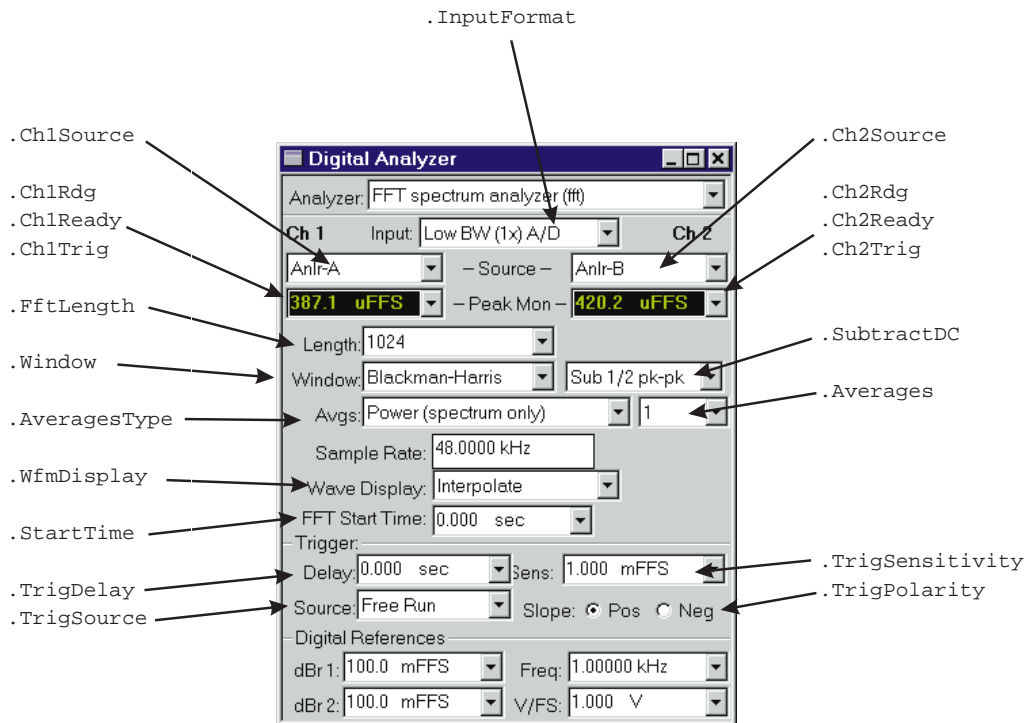 .InputFormat
.Ch1Source
.Ch2Source
Digital Analyzer
Analyzer: FFT spectrum analyzer (fft)
.Ch1Rdg
.Ch1Ready
.Ch1Trig
.Ch2Rdg
.Ch2Ready
.Ch2Trig
Ch 1 Input: Low BW (1x) A/D Ch 2
Anlr-A – Source – Anlr-B
387.1 uFFS – Peak Mon – 420.2 uFFS
.FftLength
Length: 1024
.SubtractDC
.Window
Window: Blackman-Harris Sub 1/2 pk-pk
.Averages
.AveragesType
Avgs: Power (spectrum only) 1
Sample Rate: 48.0000 kHz
.WfmDisplay
Wave Display: Interpolate
.StartTime
FFT Start Time: 0.000 sec
Trigger:
.TrigSensitivity
Delay: 0.000 sec Sens: 1.000 mFFS
.TrigDelay
.TrigPolarity
.TrigSource
Source: Free Run Slope: Pos Neg
Digital References
dBr 1: 100.0 mFFS Freq: 1.00000 kHz
dBr 2: 100.0 mFFS V/FS: 1.000 V